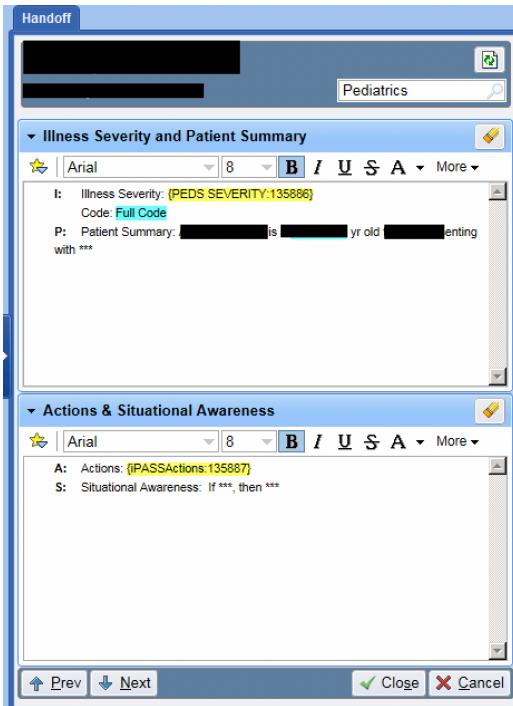 Handoff
Pediatrics
Illness Severity and Patient Summary
Arial 8 B I U S A More
I: Illness Severity: {PEDS SEVERITY:135886}
Code: Full Code
P: Patient Summary: is yr old enting
with ***
Actions & Situational Awareness
Arial 8 B I U S A More
A: Actions: {iPASSActions:135887}
S: Situational Awareness: If ***, then ***
Prev Next Close Cancel